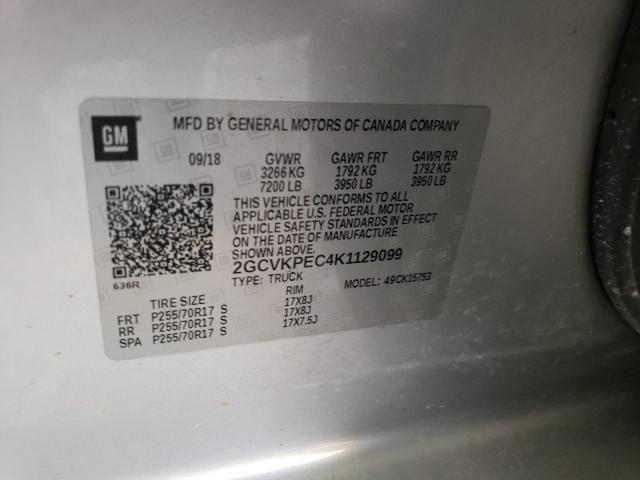 GM
MFD BY GENERAL MOTORS OF CANADA COMPANY
09/18 GVWR GAWR FRT GAWR RR
3266 KG 1792 KG 1792 KG
7200 LB 3950 LB 3950 LB
THIS VEHICLE CONFORMS TO ALL
APPLICABLE U.S. FEDERAL MOTOR
VEHICLE SAFETY STANDARDS IN EFFECT
ON THE DATE OF MANUFACTURE
SHOWN ABOVE.
2GCVKPEC4K1129099
636R TYPE: TRUCK MODEL: 49CK15753
TIRE SIZE RIM
FRT P255/70R17 S 17X8J
RR P255/70R17 S 17X8J
SPA P255/70R17 S 17X7.5J